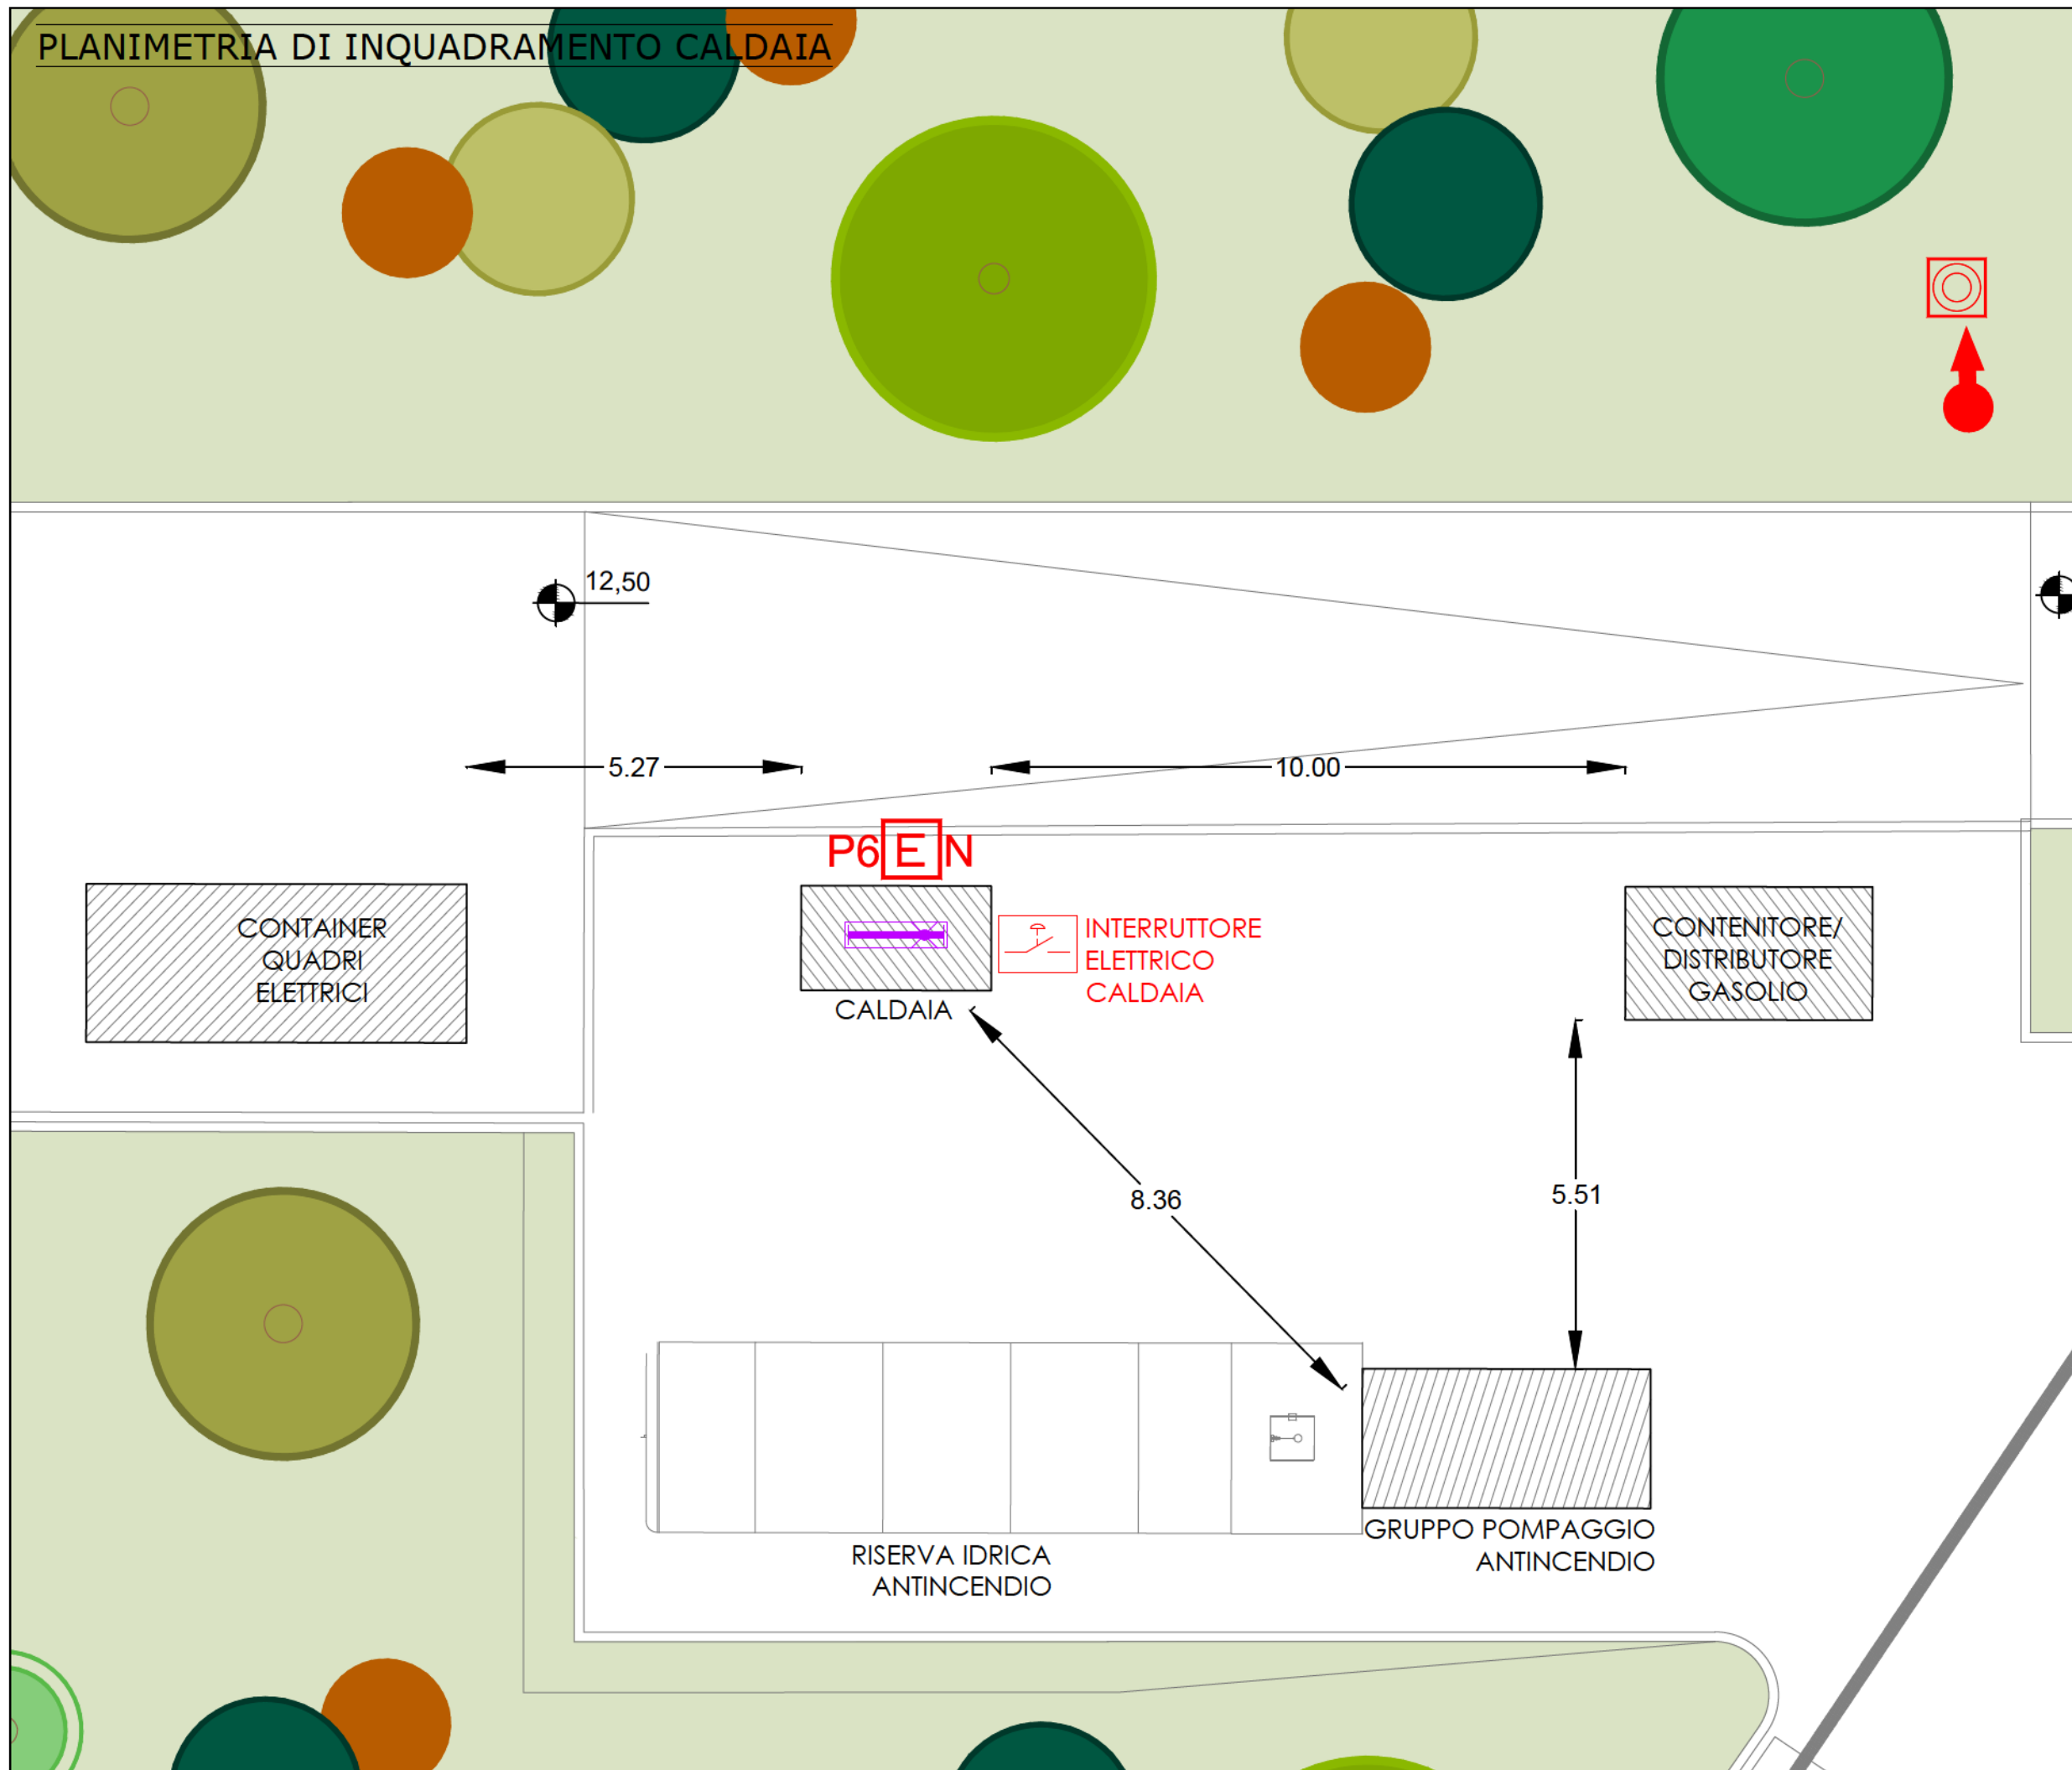 PLANIMETRIA DI INQUADRAMENTO CALDAIA
12,50
5.27
10.00
P6 E N
CONTAINER
QUADRI
ELETTRICI
INTERRUTTORE
ELETTRICO
CALDAIA
CONTENITORE/
DISTRIBUTORE
GASOLIO
CALDAIA
8.36
5.51
GRUPPO POMPAGGIO
ANTINCENDIO
RISERVA IDRICA
ANTINCENDIO